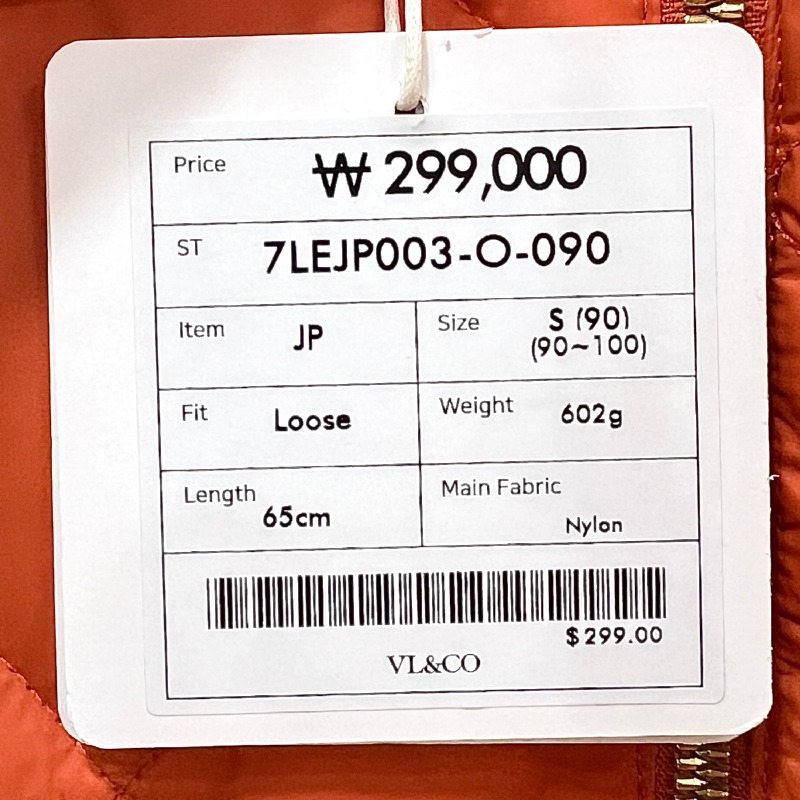 Price ₩ 299,000
ST 7LEJP003-O-090
Item JP
Size S (90)
(90~100)
Fit Loose
Weight 602g
Length 65cm
Main Fabric
Nylon
$299.00
VL&CO